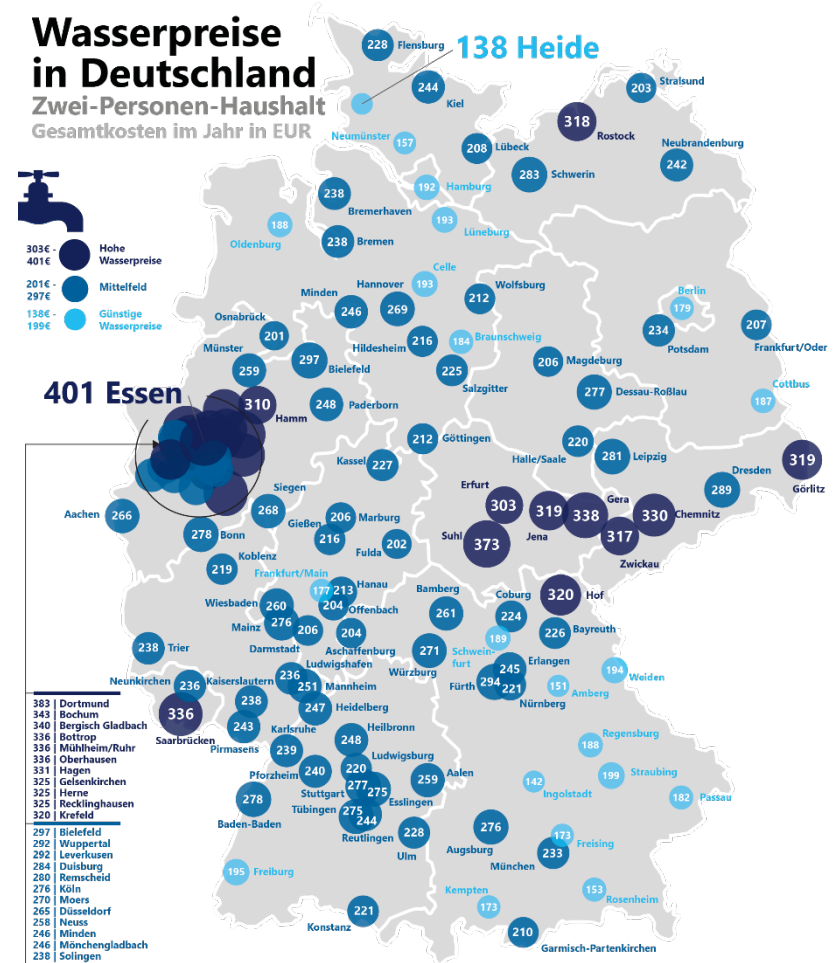 Wasserpreise
in Deutschland
Zwei-Personen-Haushalt
Gesamtkosten im Jahr in EUR
138 Heide
228 Flensburg
244
Kiel
203
Stralsund
318
Rostock
Neumünster
157
208 Lübeck
Neubrandenburg
242
283 Schwerin
192 Hamburg
238
Bremerhaven
193
Lüneburg
188
Oldenburg
238 Bremen
303€ -
401€
Hohe
Wasserpreise
201€ -
297€
Mittelfeld
138€ -
199€
Günstige
Wasserpreise
Celle
193
Hannover
269
Wolfsburg
212
Minden
246
Berlin
179
234
Potsdam
207
Frankfurt/Oder
Osnabrück
201
Hildesheim 216
184 Braunschweig
225
Salzgitter
206 Magdeburg
Münster
259
297
Bielefeld
277 Dessau-Roßlau
Cottbus
187
401 Essen
310
Hamm
248 Paderborn
212 Göttingen
220
Halle/Saale
281 Leipzig
319
Görlitz
Kassel 227
Dresden
289
Erfurt
303
319
Jena
Gera
338
330 Chemnitz
317
Zwickau
Suhl 373
Aachen 266
Siegen
268
278 Bonn
Gießen
216
206 Marburg
Fulda 202
219
Koblenz
Frankfurt/Main
177
213
Hanau
204
Offenbach
Wiesbaden 260
Mainz 276
206
Darmstadt
204
Aschaffenburg
Bamberg
261
Coburg
224
320 Hof
226 Bayreuth
189
Schwein-
furt
271
Würzburg
238 Trier
245 Erlangen
294
Fürth
221
Nürnberg
151
Amberg
194
Weiden
Neunkirchen 236
Kaiserslautern
238
Ludwigshafen
236
251 Mannheim
336
Saarbrücken
243
Pirmasens
247 Heidelberg
Karlsruhe
239
248
Heilbronn
Regensburg
188
Pforzheim 240
Ludwigsburg
220
277
Stuttgart
275
Esslingen
259
Aalen
142
Ingolstadt
199
Straubing
182 Passau
278
Baden-Baden
Tübingen 275
244
Reutlingen
228
Ulm
276
Augsburg
173
Freising
233
München
195 Freiburg
Kempten
173
153
Rosenheim
221
Konstanz
210
Garmisch-Partenkirchen
383 | Dortmund
343 | Bochum
340 | Bergisch Gladbach
336 | Bottrop
336 | Mühlheim/Ruhr
336 | Oberhausen
331 | Hagen
325 | Gelsenkirchen
325 | Herne
325 | Recklinghausen
320 | Krefeld
297 | Bielefeld
292 | Wuppertal
292 | Leverkusen
284 | Duisburg
280 | Remscheid
276 | Köln
270 | Moers
265 | Düsseldorf
258 | Neuss
246 | Minden
246 | Mönchengladbach
238 | Solingen